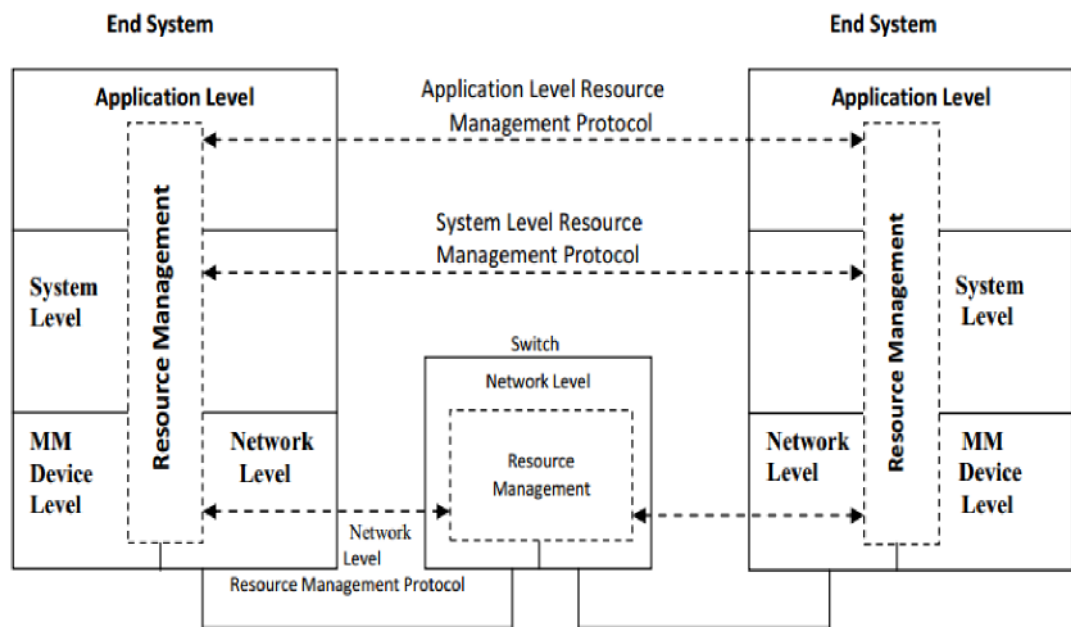 End System
End System
Application Level
Application Level
Application Level Resource
Management Protocol
System Level Resource
Management Protocol
Resource Management
Resource Management
System
Level
System
Level
Switch
Network Level
Resource
Management
MM
Device
Level
Network
Level
Network
Level
MM
Device
Level
Network
Level
Resource Management Protocol